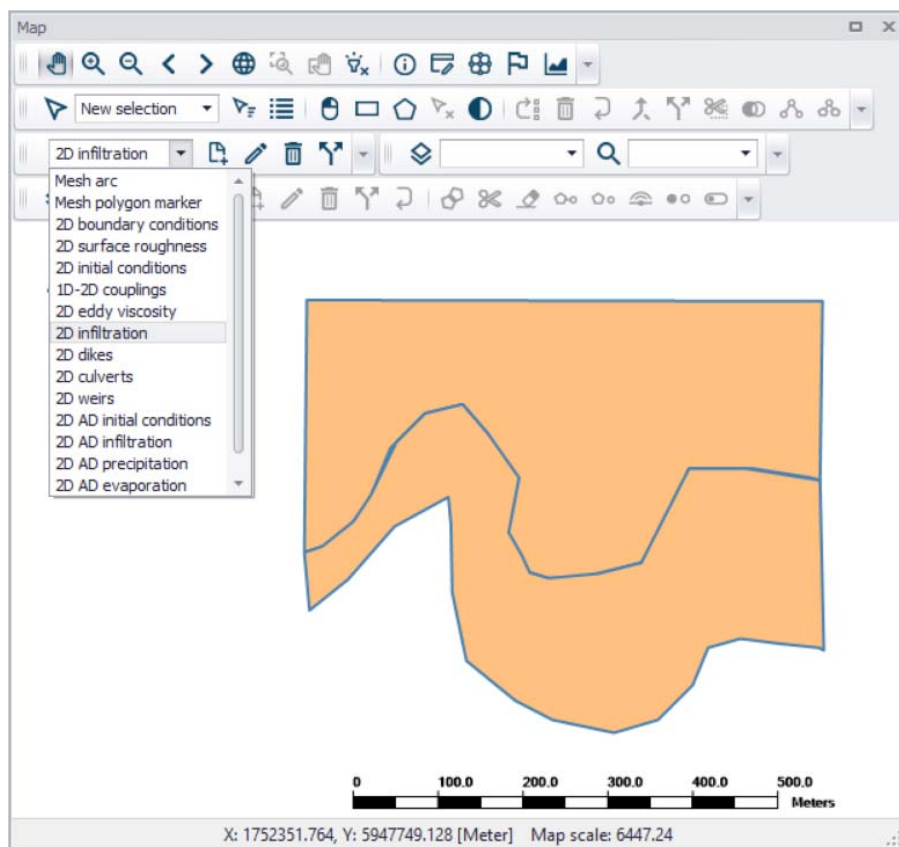 Map
New selection
2D infiltration
Mesh arc
Mesh polygon marker
2D boundary conditions
2D surface roughness
2D initial conditions
1D-2D couplings
2D eddy viscosity
2D infiltration
2D dikes
2D culverts
2D weirs
2D AD initial conditions
2D AD infiltration
2D AD precipitation
2D AD evaporation
0 100.0 200.0 300.0 400.0 500.0
Meters
X: 1752351.764, Y: 5947749.128 [Meter] Map scale: 6447.24